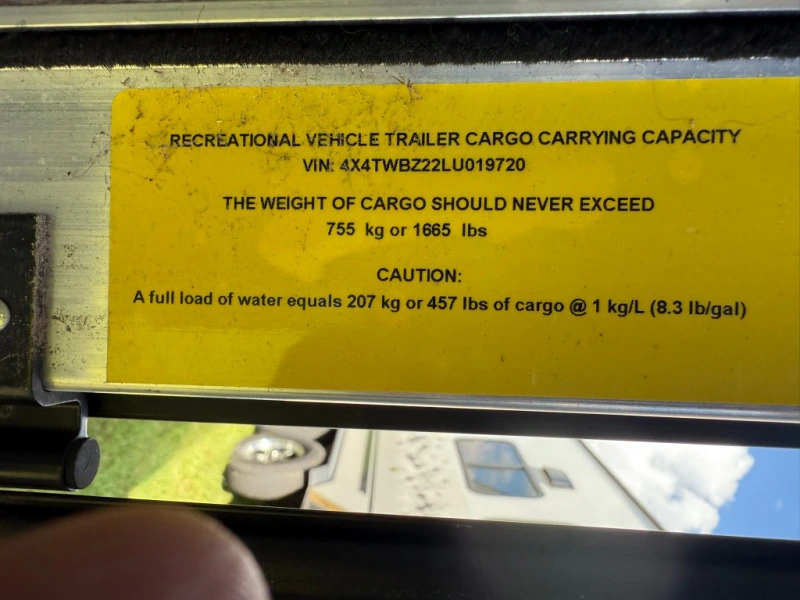 RECREATIONAL VEHICLE TRAILER CARGO CARRYING CAPACITY
VIN: 4X4TWBZ22LU019720
THE WEIGHT OF CARGO SHOULD NEVER EXCEED
755 kg or 1665 lbs
CAUTION:
A full load of water equals 207 kg or 457 lbs of cargo @ 1 kg/L (8.3 lb/gal)